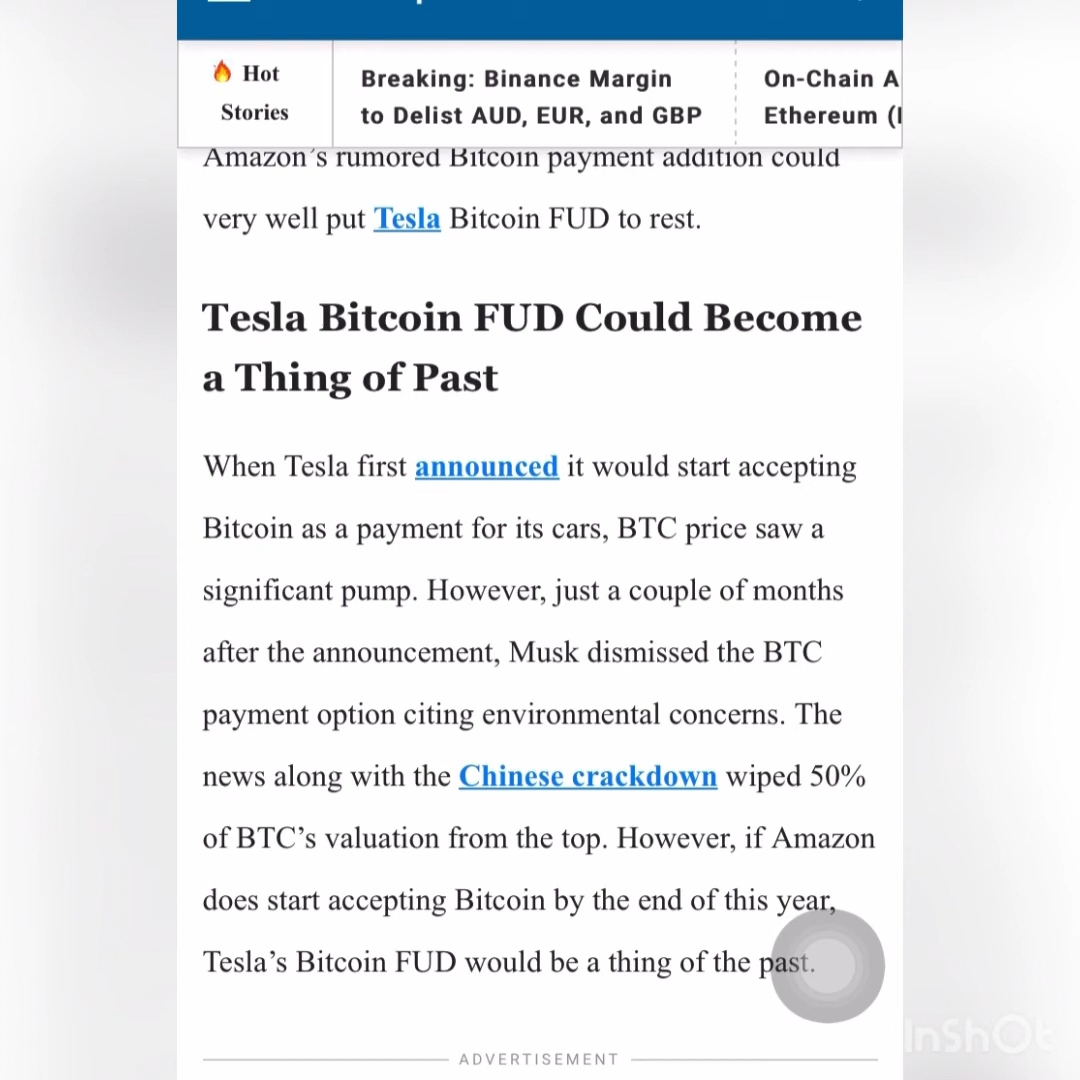 Hot
Stories
Breaking: Binance Margin
to Delist AUD, EUR, and GBP
On-Chain A
Ethereum (
Amazon's rumored Bitcoin payment addition could
very well put Tesla Bitcoin FUD to rest.
Tesla Bitcoin FUD Could Become
a Thing of Past
When Tesla first announced it would start accepting
Bitcoin as a payment for its cars, BTC price saw a
significant pump. However, just a couple of months
after the announcement, Musk dismissed the BTC
payment option citing environmental concerns. The
news along with the Chinese crackdown wiped 50%
of BTC’s valuation from the top. However, if Amazon
does start accepting Bitcoin by the end of this year,
Tesla’s Bitcoin FUD would be a thing of the past.
ADVERTISEMENT
InShOt